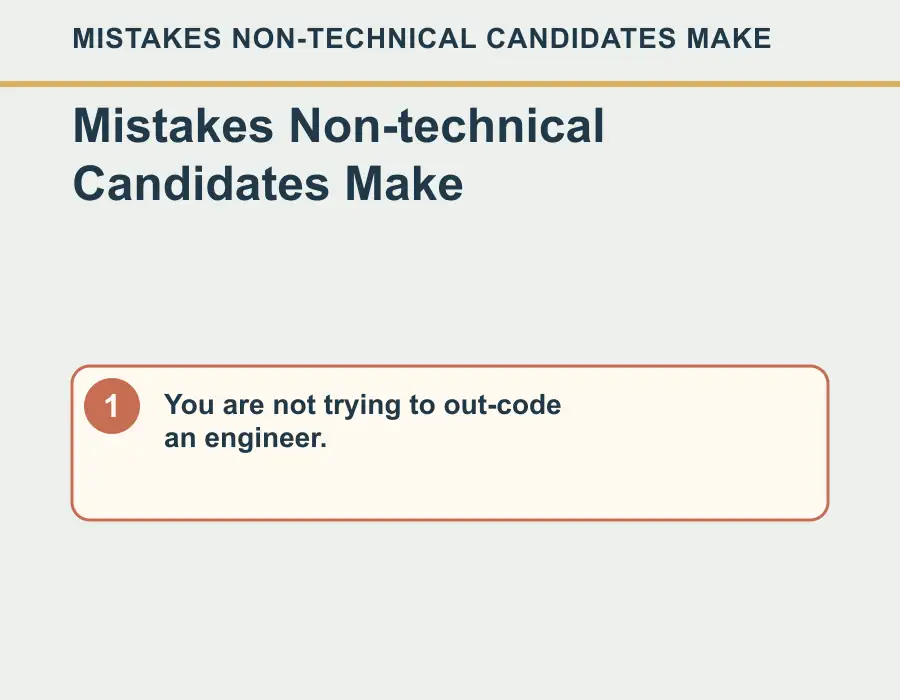 MISTAKES NON-TECHNICAL CANDIDATES MAKE
Mistakes Non-technical
Candidates Make
1
You are not trying to out-code
an engineer.